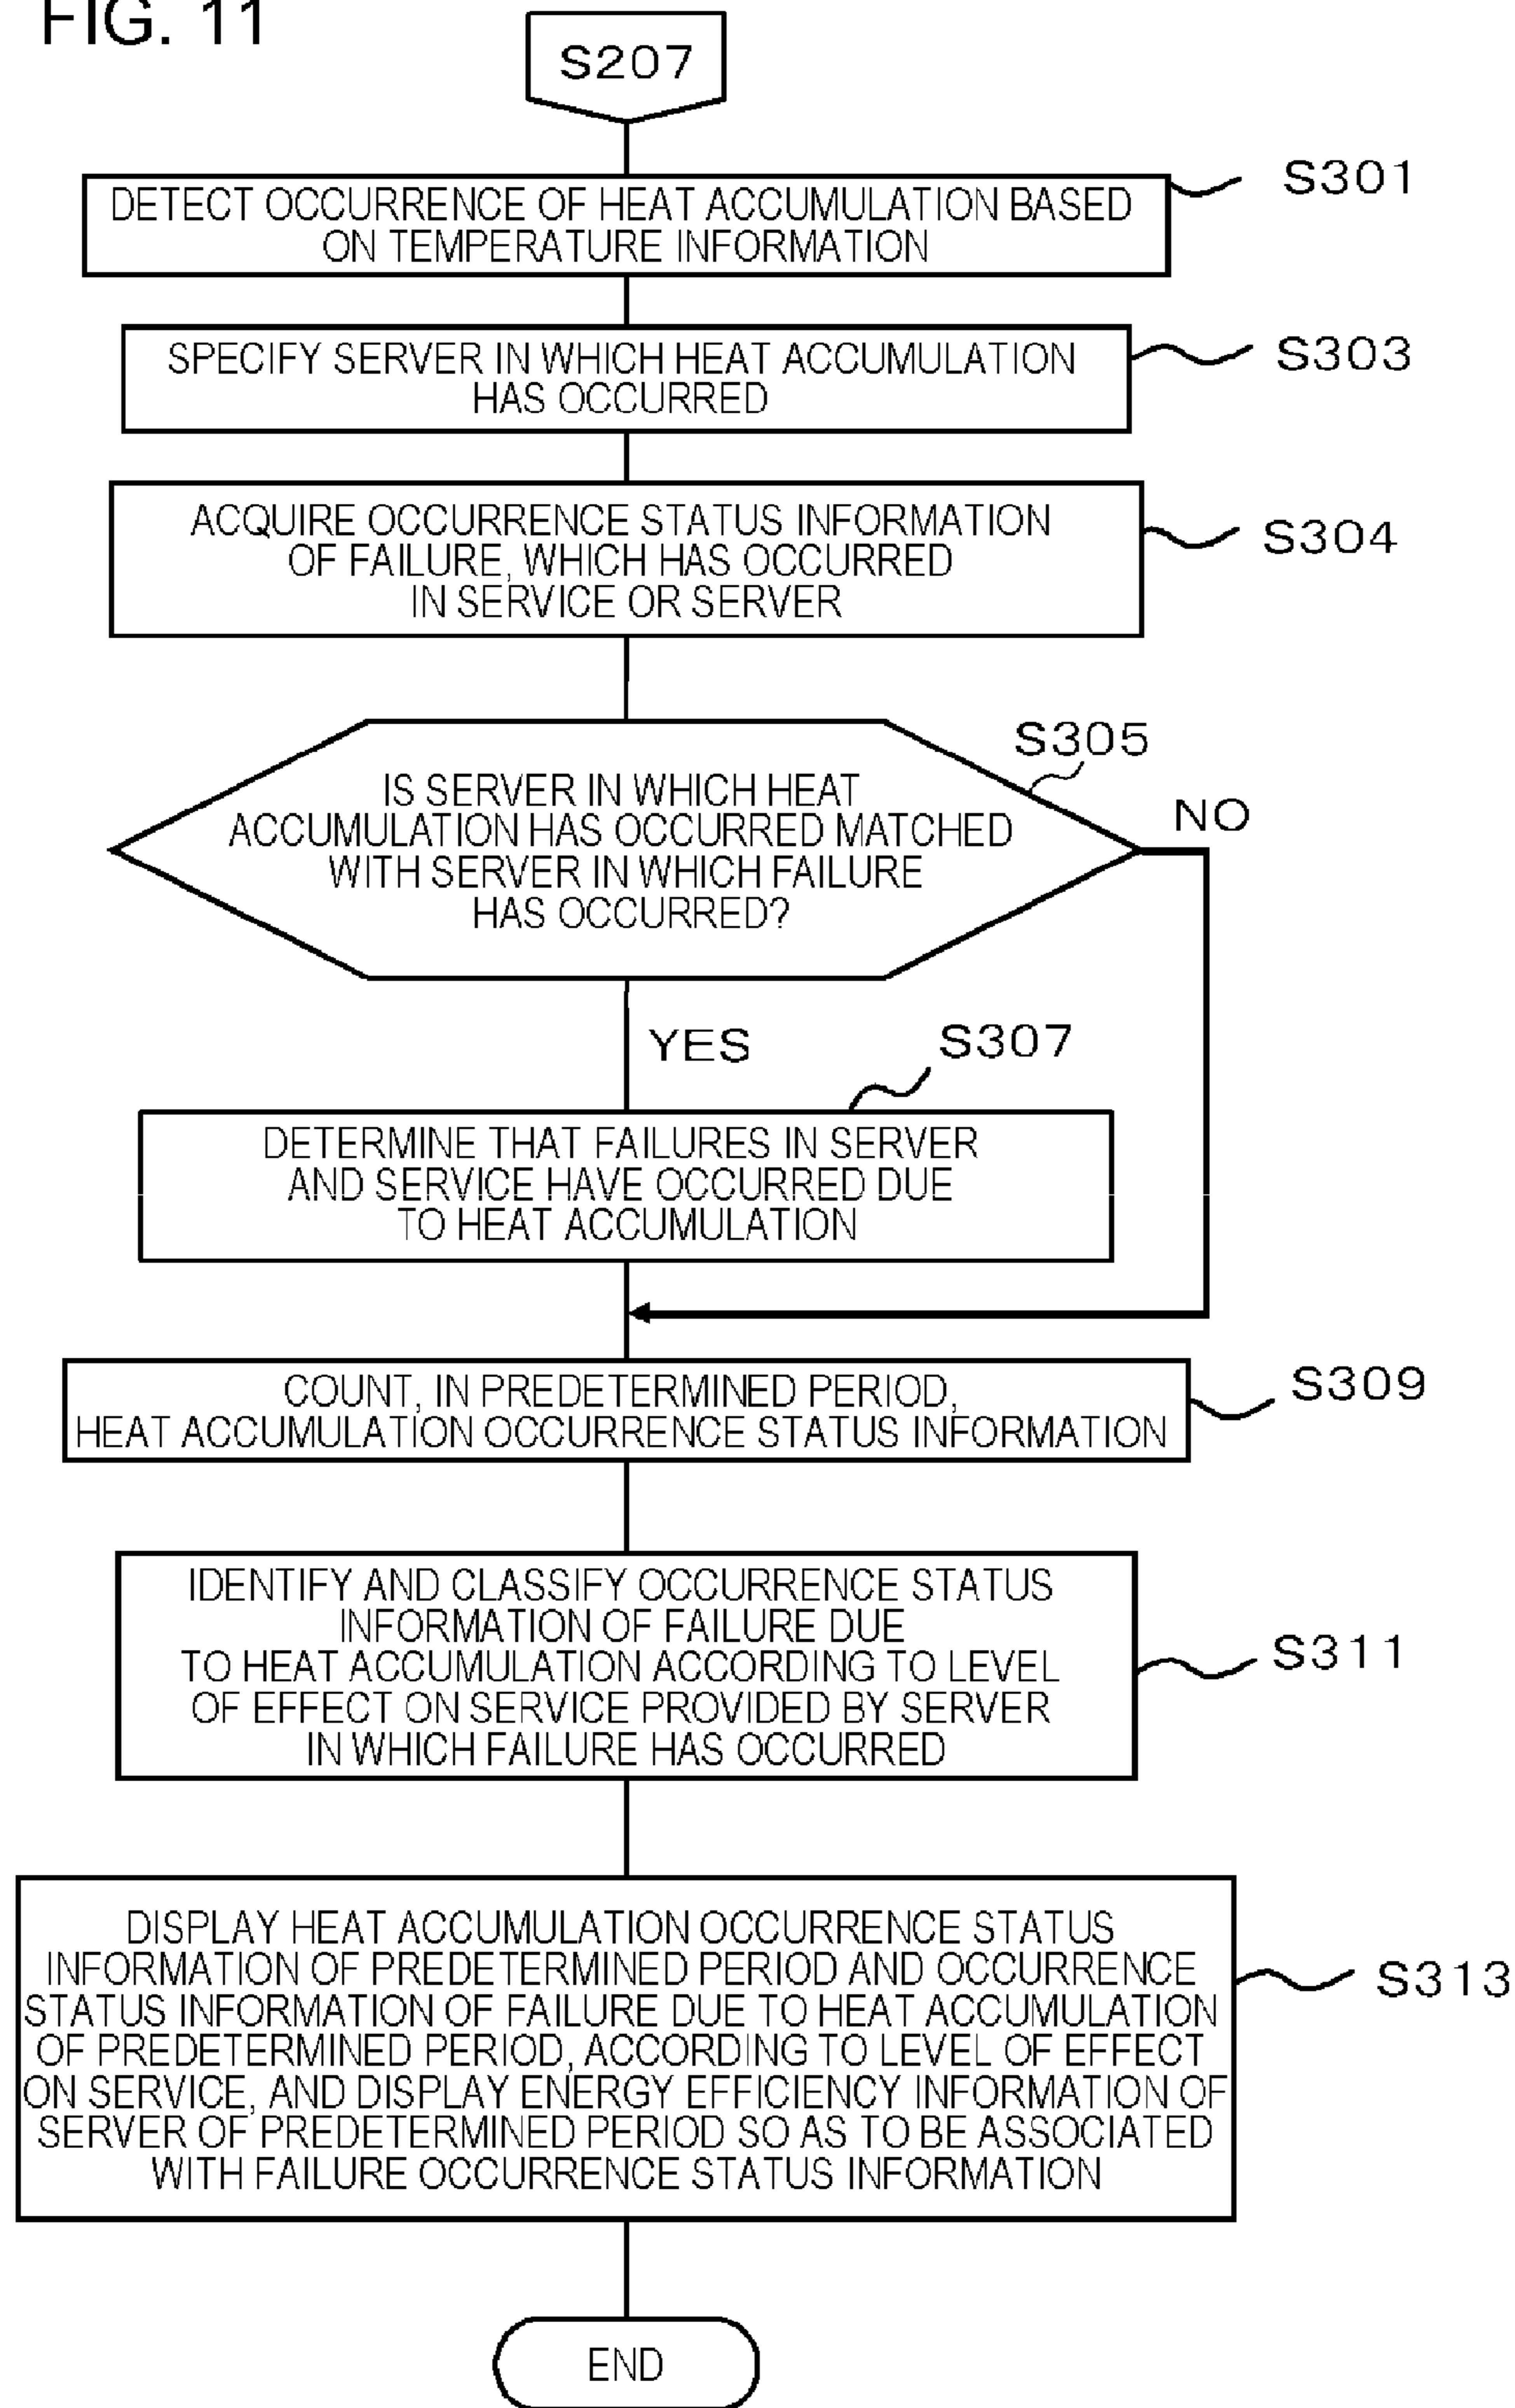 FIG. 11
S207
DETECT OCCURRENCE OF HEAT ACCUMULATION BASED
ON TEMPERATURE INFORMATION
S301
SPECIFY SERVER IN WHICH HEAT ACCUMULATION
HAS OCCURRED
S303
ACQUIRE OCCURRENCE STATUS INFORMATION
OF FAILURE, WHICH HAS OCCURRED
IN SERVICE OR SERVER
S304
S305
IS SERVER IN WHICH HEAT
ACCUMULATION HAS OCCURRED MATCHED
WITH SERVER IN WHICH FAILURE
HAS OCCURRED?
NO
YES
S307
DETERMINE THAT FAILURES IN SERVER
AND SERVICE HAVE OCCURRED DUE
TO HEAT ACCUMULATION
COUNT, IN PREDETERMINED PERIOD,
HEAT ACCUMULATION OCCURRENCE STATUS INFORMATION
S309
IDENTIFY AND CLASSIFY OCCURRENCE STATUS
INFORMATION OF FAILURE DUE
TO HEAT ACCUMULATION ACCORDING TO LEVEL
OF EFFECT ON SERVICE PROVIDED BY SERVER
IN WHICH FAILURE HAS OCCURRED
S311
DISPLAY HEAT ACCUMULATION OCCURRENCE STATUS
INFORMATION OF PREDETERMINED PERIOD AND OCCURRENCE
STATUS INFORMATION OF FAILURE DUE TO HEAT ACCUMULATION
OF PREDETERMINED PERIOD, ACCORDING TO LEVEL OF EFFECT
ON SERVICE, AND DISPLAY ENERGY EFFICIENCY INFORMATION OF
SERVER OF PREDETERMINED PERIOD SO AS TO BE ASSOCIATED
WITH FAILURE OCCURRENCE STATUS INFORMATION
S313
END